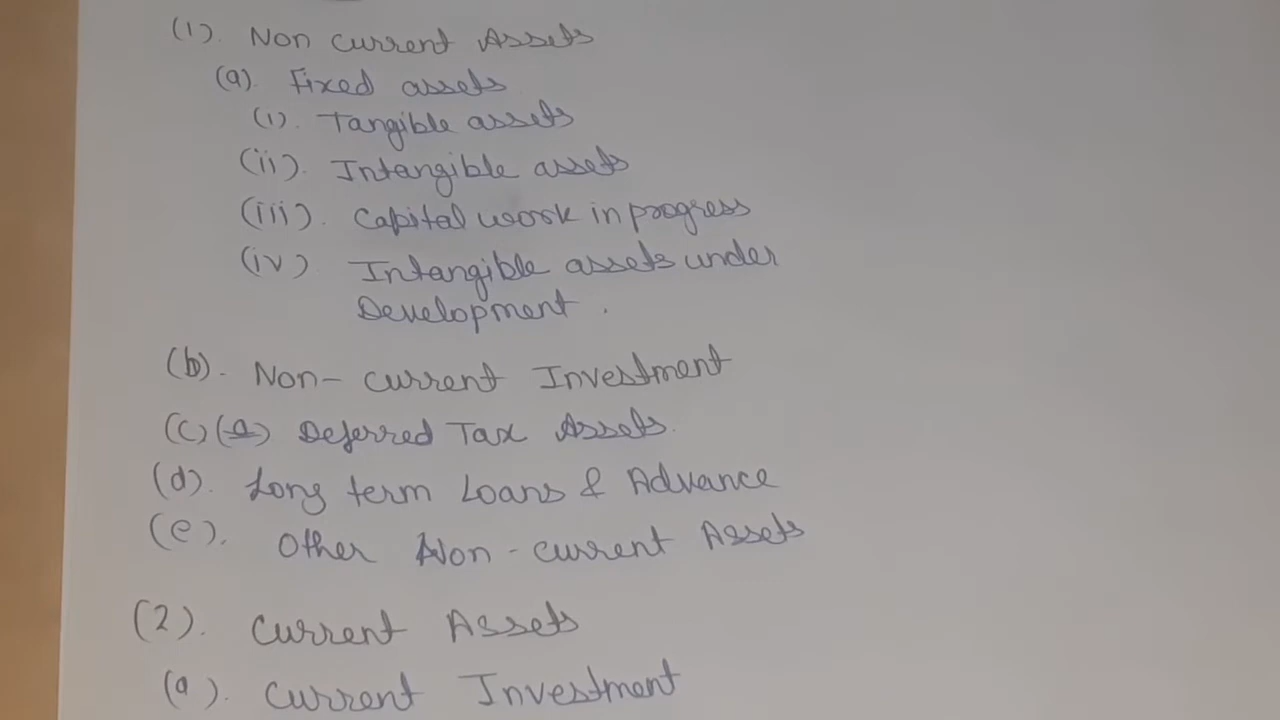 (1). Non current Assets
(a). Fixed assets
(i). Tangible assets
(ii). Intangible assets
(iii). Capital work in progress
(iv) Intangible assets under
Development.
(b). Non- current Investment
(c) (a) Deferred Tax Assets.
(d). Long term Loans & Advance
(e). Other Non-current Assets
(2). Current Assets
(a). Current Investment